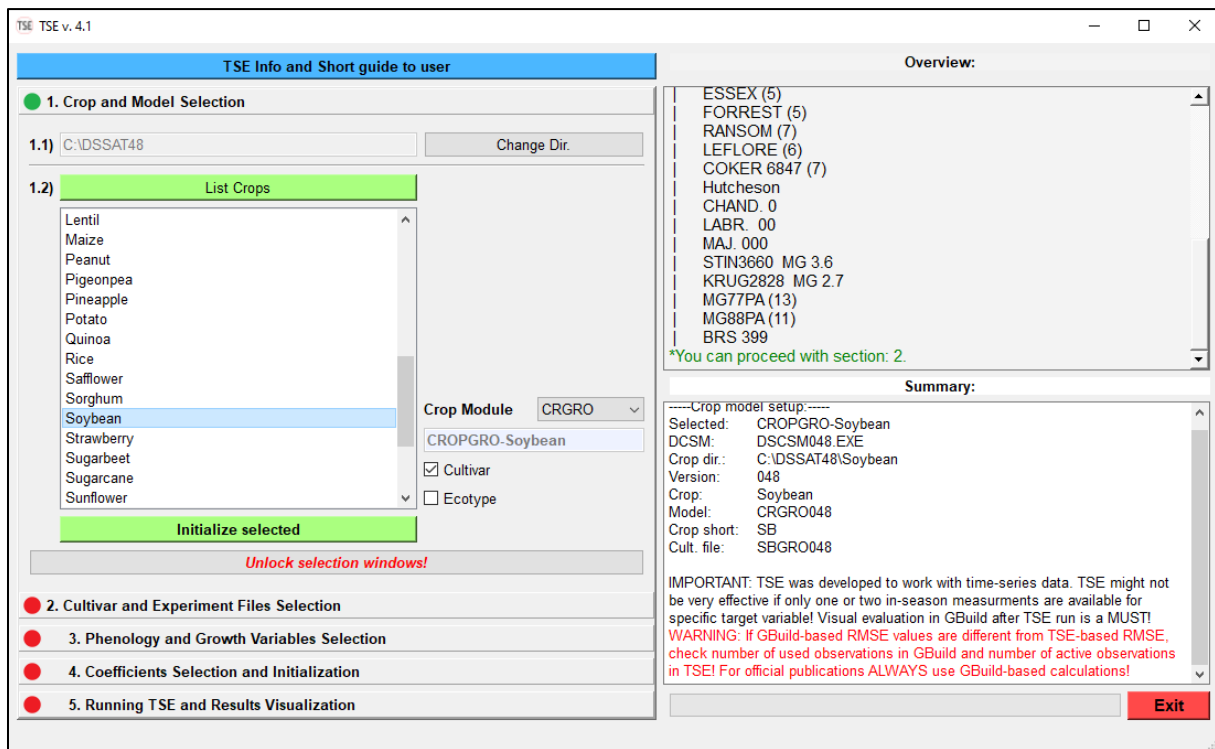 TSE TSE v. 4.1
TSE Info and Short guide to user
1. Crop and Model Selection
1.1) C:\DSSAT48 Change Dir.
1.2) List Crops
Lentil
Maize
Peanut
Pigeonpea
Pineapple
Potato
Quinoa
Rice
Safflower
Sorghum
Soybean
Strawberry
Sugarbeet
Sugarcane
Sunflower
Crop Module CRGRO
CROPGRO-Soybean
Cultivar
Ecotype
Initialize selected
Unlock selection windows!
2. Cultivar and Experiment Files Selection
3. Phenology and Growth Variables Selection
4. Coefficients Selection and Initialization
5. Running TSE and Results Visualization
Overview:
| ESSEX (5)
| FORREST (5)
| RANSOM (7)
| LEFLORE (6)
| COKER 6847 (7)
| Hutcheson
| CHAND. 0
| LABR. 00
| MAJ. 000
| STIN3660 MG 3.6
| KRUG2828 MG 2.7
| MG77PA (13)
| MG88PA (11)
| BRS 399
*You can proceed with section: 2.
Summary:
-----Crop model setup:-----
Selected: CROPGRO-Soybean
DCSM: DSCSM048.EXE
Crop dir.: C:\DSSAT48\Soybean
Version: 048
Crop: Soybean
Model: CRGRO048
Crop short: SB
Cult. file: SBGRO048
IMPORTANT: TSE was developed to work with time-series data. TSE might not
be very effective if only one or two in-season measurments are available for
specific target variable! Visual evaluation in GBuild after TSE run is a MUST!
WARNING: If GBuild-based RMSE values are different from TSE-based RMSE,
check number of used observations in GBuild and number of active observations
in TSE! For official publications ALWAYS use GBuild-based calculations!
Exit